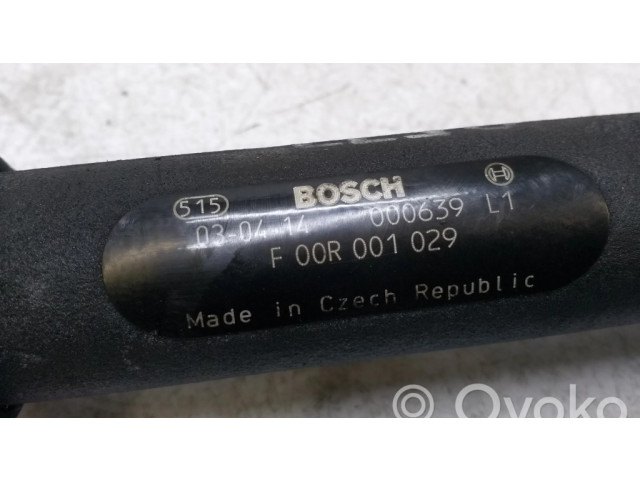 BOSCH
515
03-04-14 000639 L1
F 00R 001 029
Made in Czech Republic
Ovoko